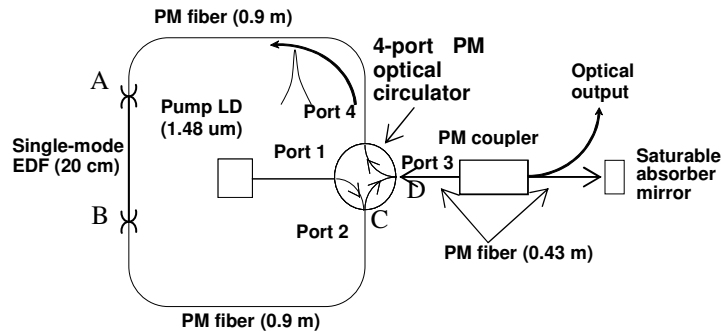 PM fiber (0.9 m)
4-port PM
optical
circulator
Optical
output
A
Pump LD
(1.48 um)
Port 4
PM coupler
Single-mode
EDF (20 cm)
Port 1
Port 3
Saturable
absorber
mirror
D
B
C
Port 2
PM fiber (0.43 m)
PM fiber (0.9 m)